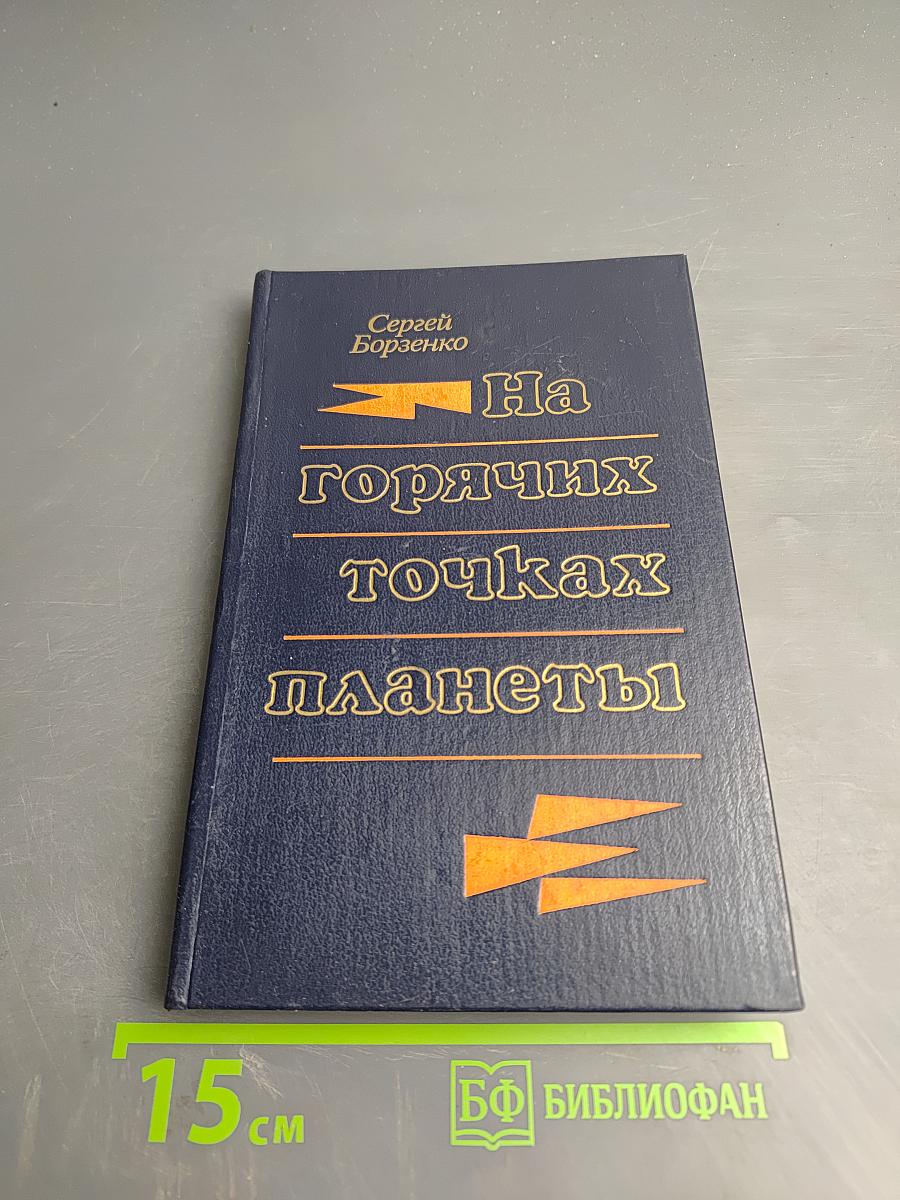 Сергей
Борзенко
На
горячих
точках
планеты
15 см
БФ БИБЛИОФАН